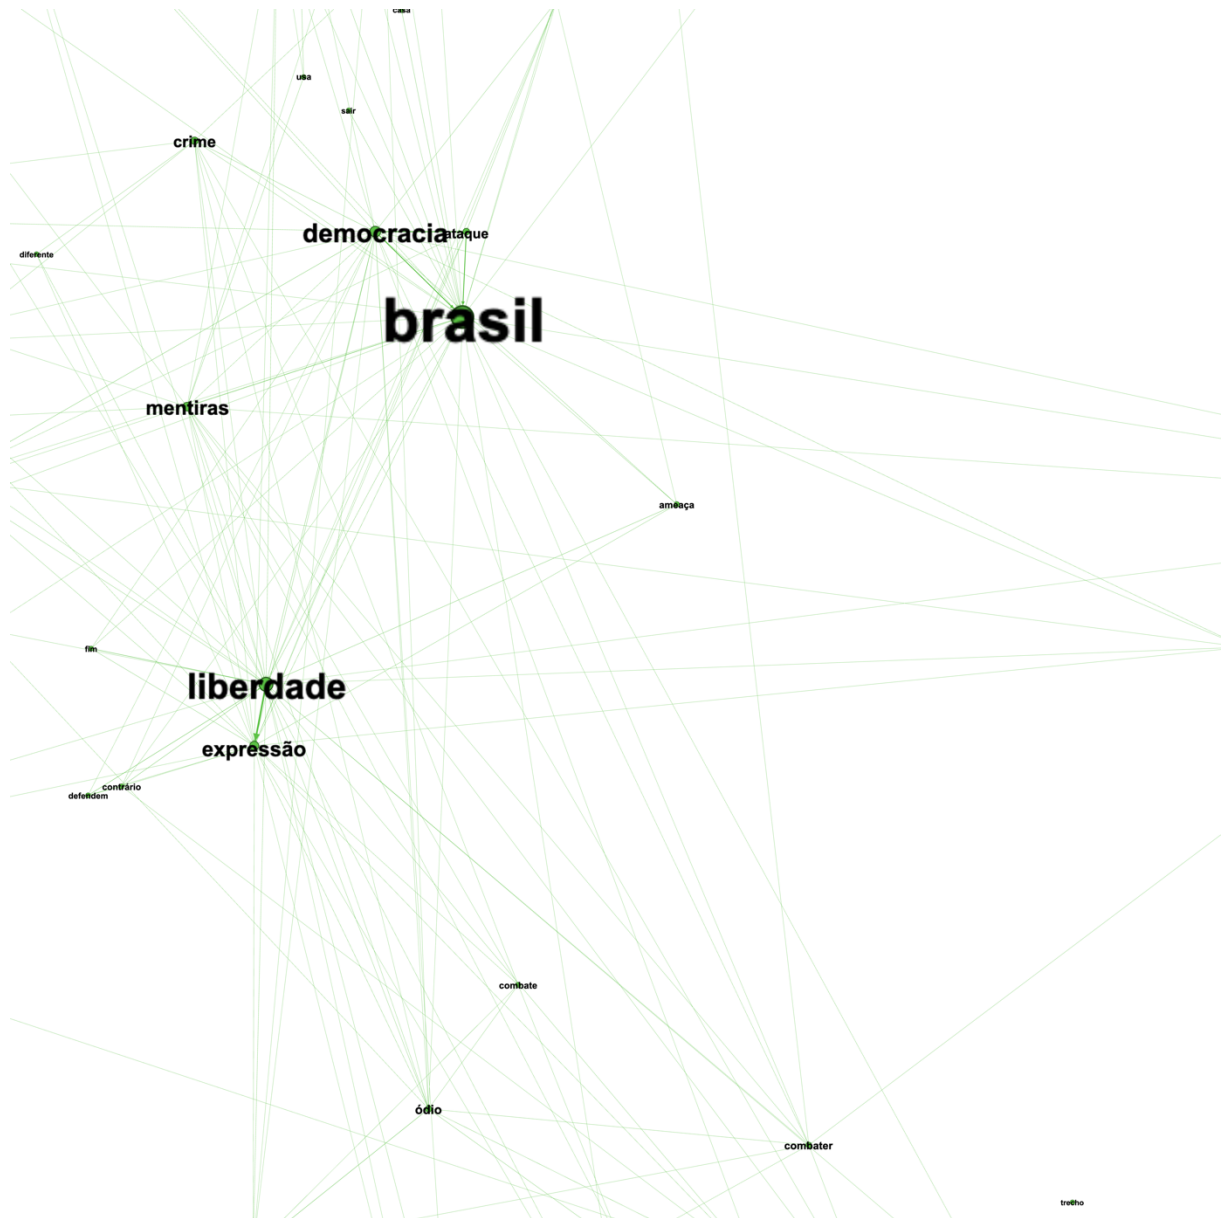 casa
usa
sair
crime
democracia
ataque
diferente
brasil
mentiras
ameaça
fim
liberdade
expressão
contrário
defendem
combate
ódio
combater
trecho